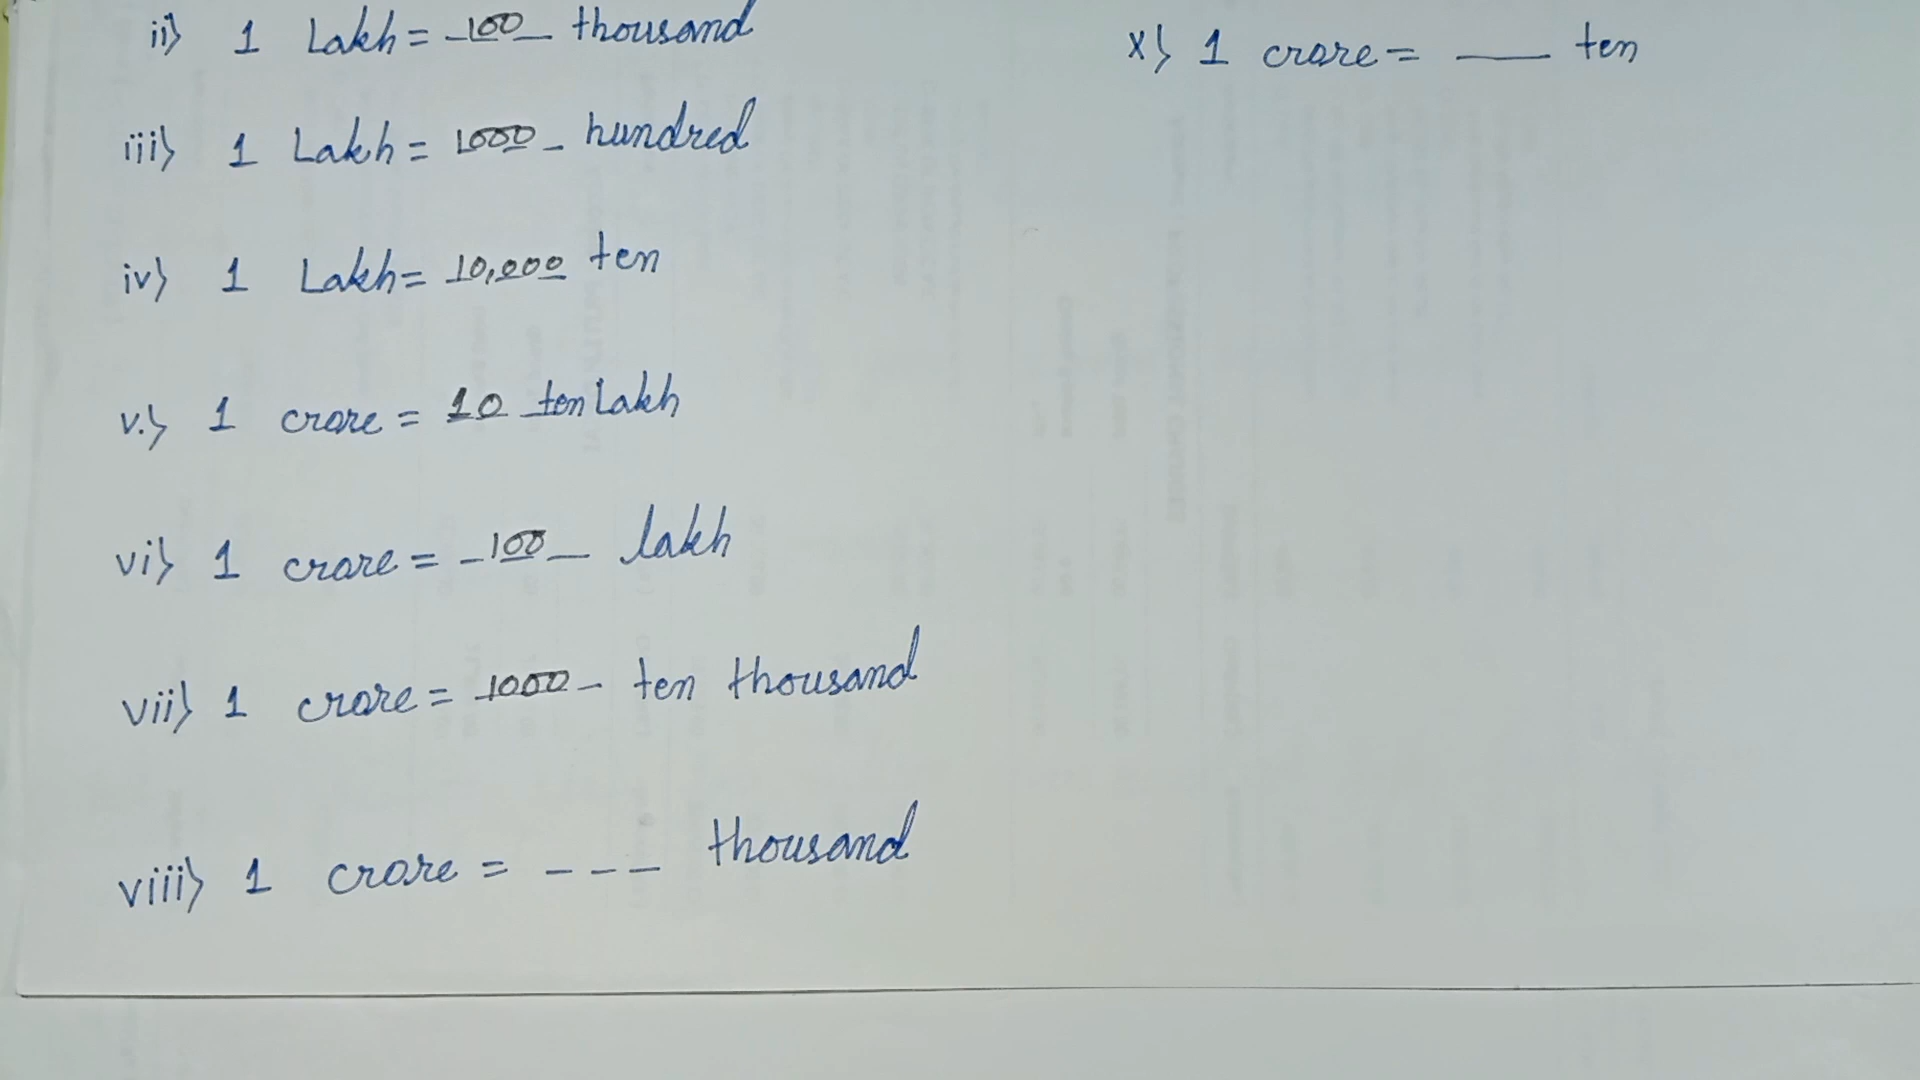 ii) 1 Lakh = 100 thousand
iii) 1 Lakh = 1000 hundred
iv) 1 Lakh = 10,000 ten
v.) 1 crore = 10 ten Lakh
vi) 1 crore = 100 lakh
vii) 1 crore = 1000 ten thousand
viii) 1 crore = ___ thousand
x) 1 crore = ___ ten